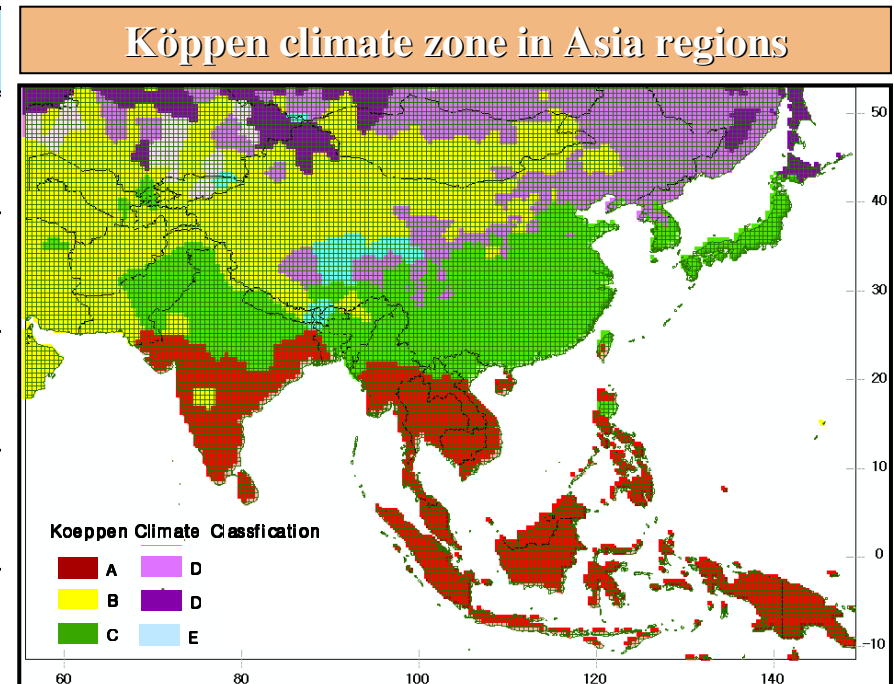 Köppen climate zone in Asia regions
50
40
30
20
10
0
-10
Koeppen Climate Classfication
A D
B D
C E
60 80 100 120 140